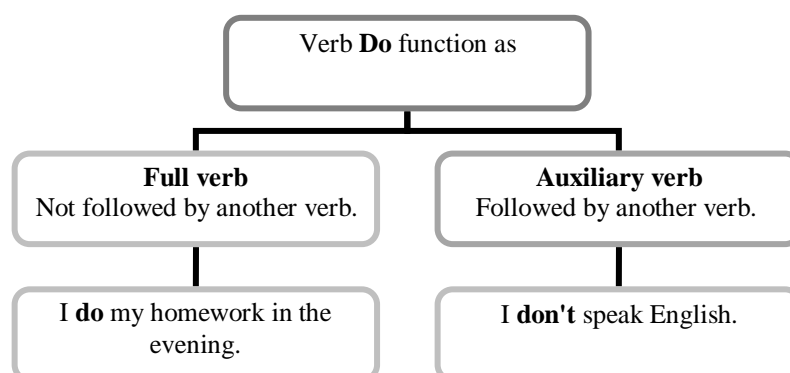 Verb Do function as
Full verb
Not followed by another verb.
Auxiliary verb
Followed by another verb.
I do my homework in the
evening.
I don't speak English.